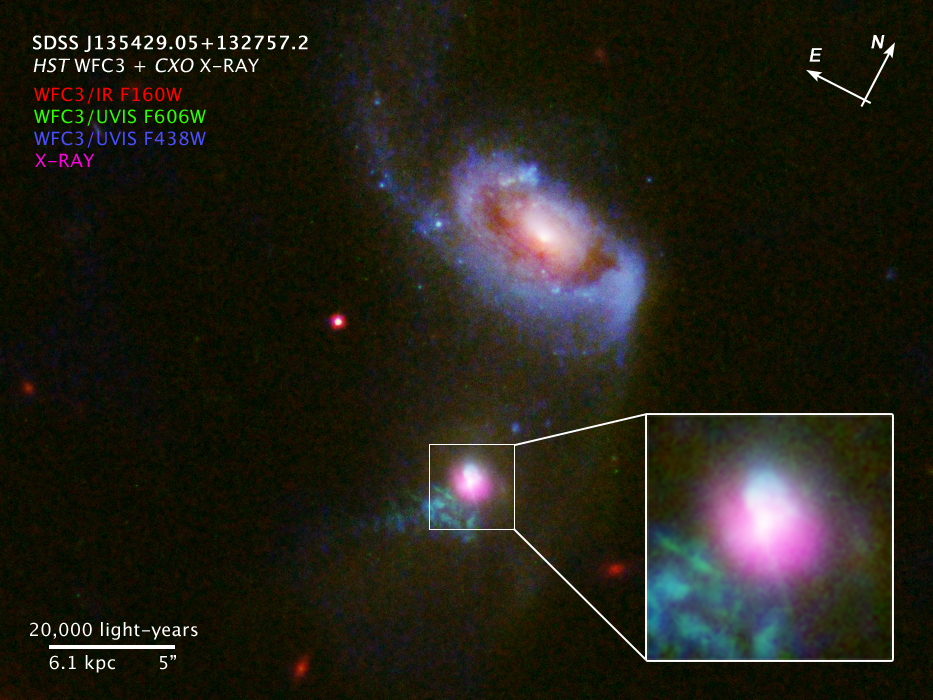 SDSS J135429.05+132757.2
HST WFC3 + CXO X-RAY
WFC3/IR F160W
WFC3/UVIS F606W
WFC3/UVIS F438W
X-RAY
E
N
20,000 light-years
6.1 kpc 5”